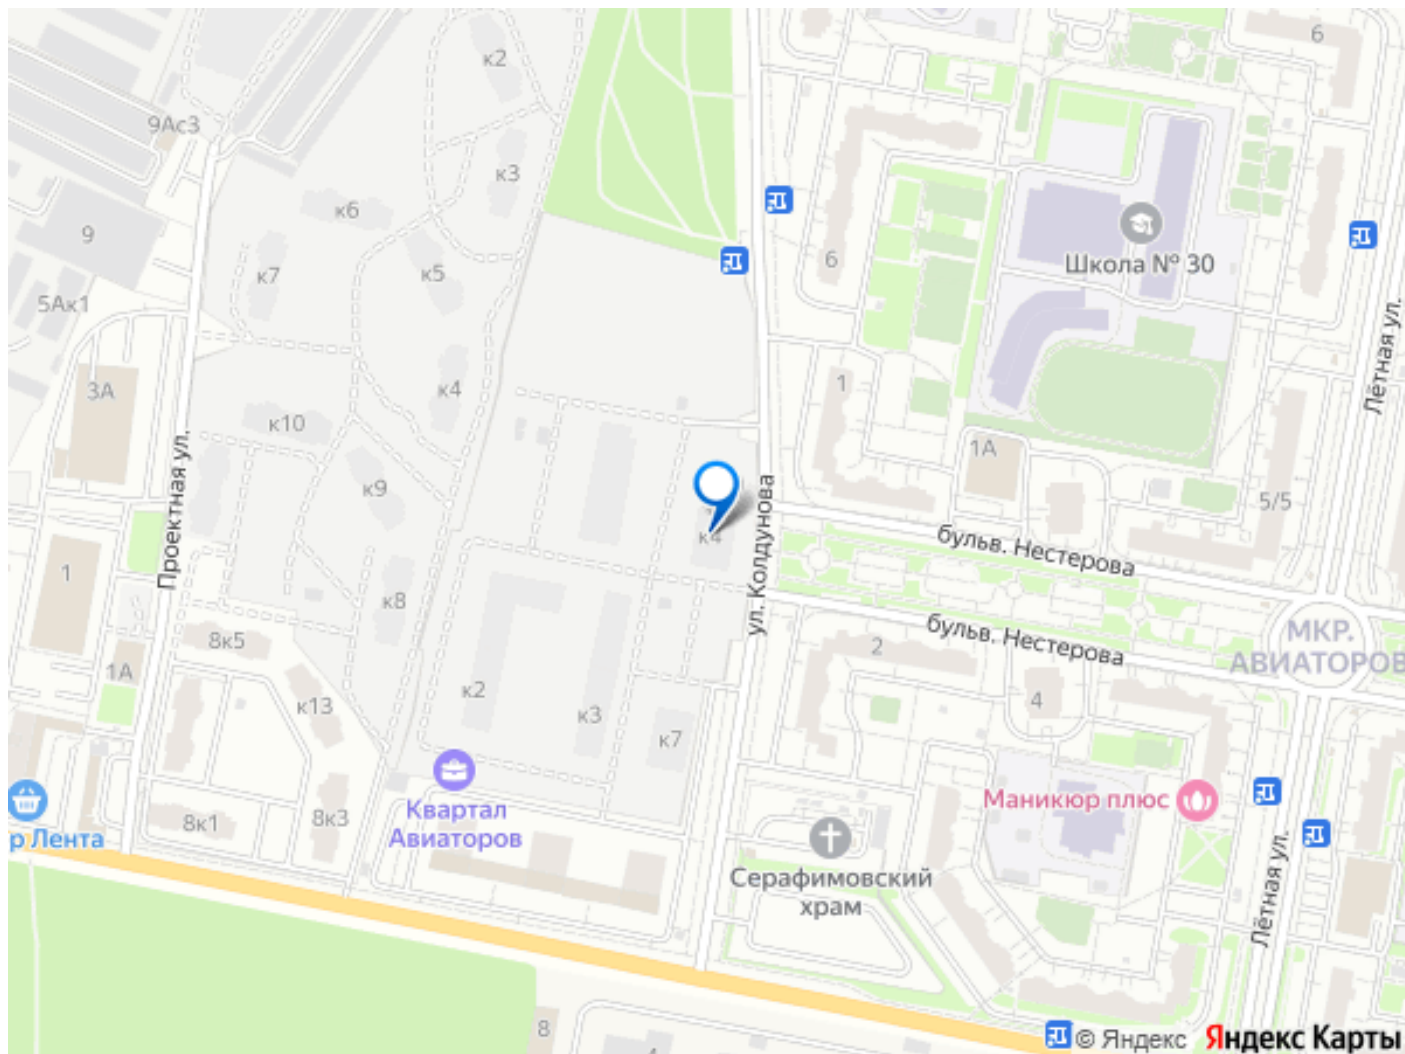 6
к2
9Ас3
к3
к6
6
Школа № 30
9
к7
к5
5Ак1
Лётная ул.
3А
к4
1
к10
1А
Проектная ул.
к9
5/5
ул. Колдунова
к4
бульв. Нестерова
1
к8
бульв. Нестерова
МКР.
АВИАТОРОВ
8к5
2
1А
к2
к13
4
к3
к7
Квартал
Авиаторов
Маникюр плюс
р Лента
8к1
8к3
Серафимовский
храм
Лётная ул.
8
© Яндекс Яндекс Карты